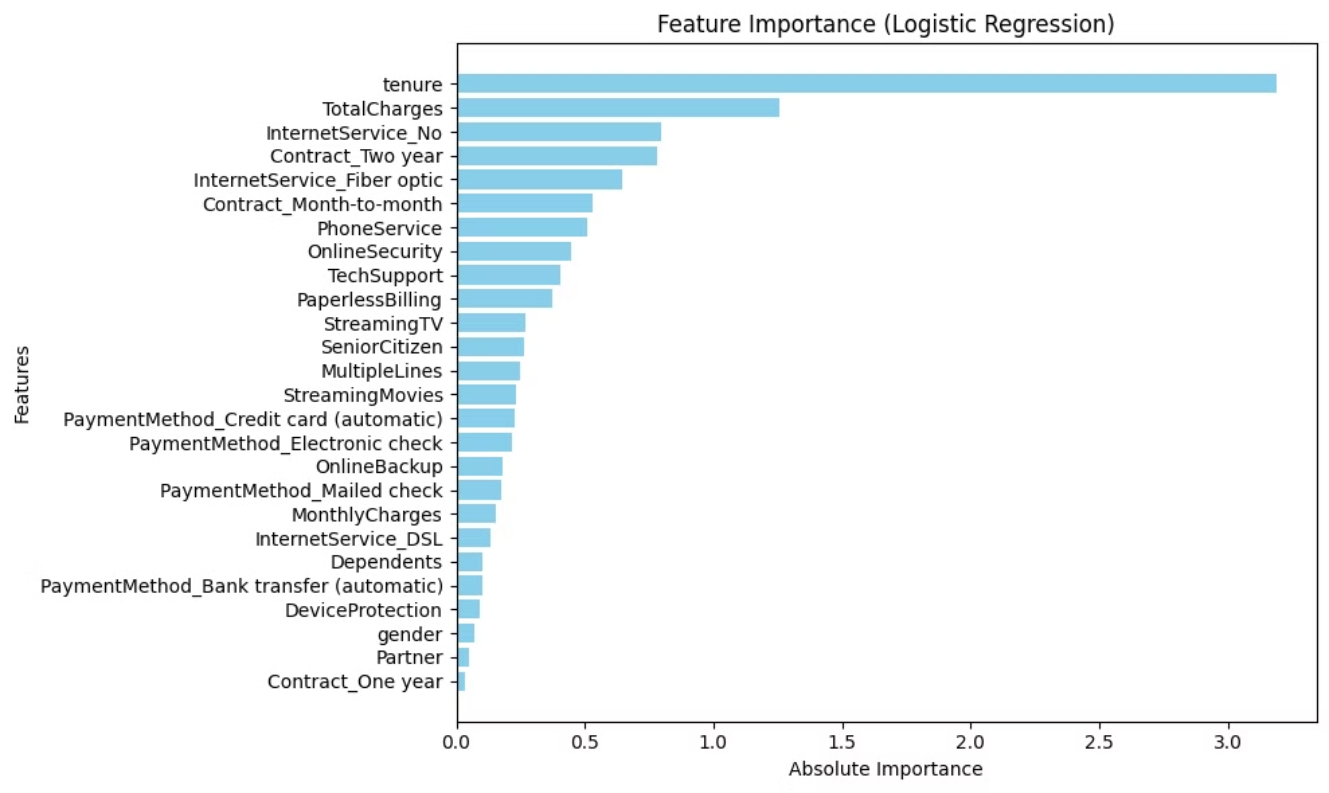 Feature Importance (Logistic Regression)
tenure
TotalCharges
InternetService_No
Contract_Two year
InternetService_Fiber optic
Contract_Month-to-month
PhoneService
OnlineSecurity
TechSupport
PaperlessBilling
StreamingTV
SeniorCitizen
MultipleLines
StreamingMovies
PaymentMethod_Credit card (automatic)
PaymentMethod_Electronic check
OnlineBackup
PaymentMethod_Mailed check
MonthlyCharges
InternetService_DSL
Dependents
PaymentMethod_Bank transfer (automatic)
DeviceProtection
gender
Partner
Contract_One year
Features
0.0 0.5 1.0 1.5 2.0 2.5 3.0
Absolute Importance